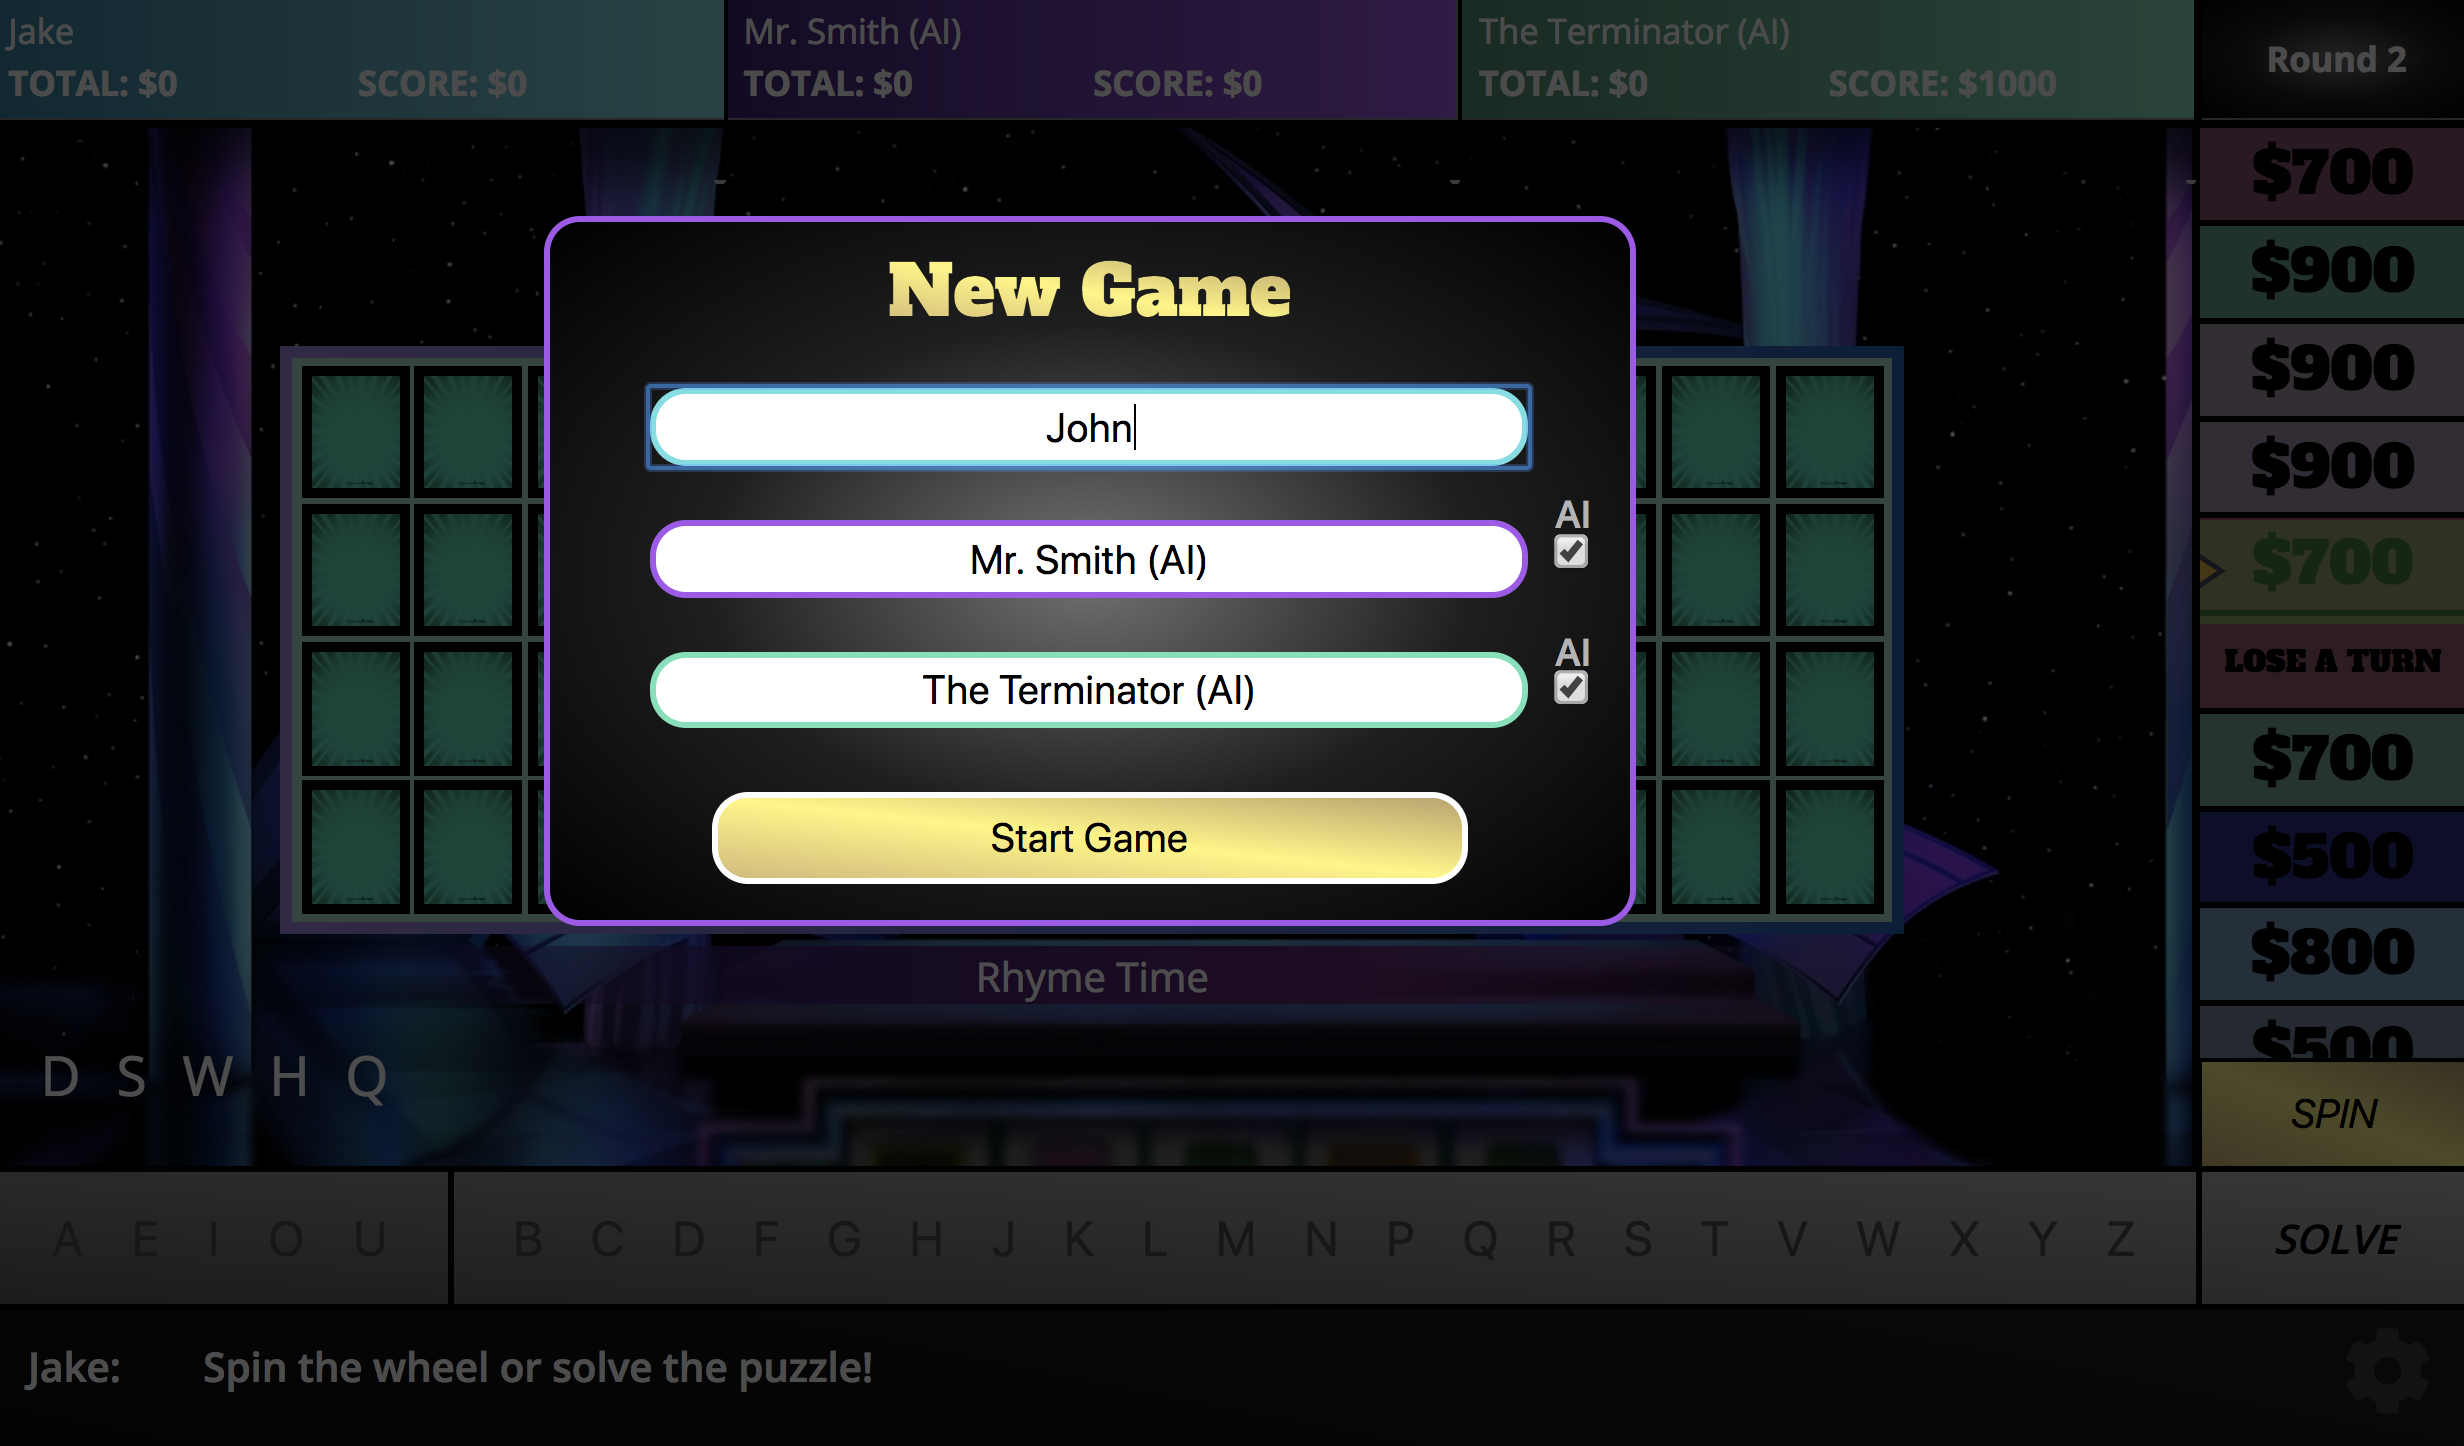 Jake
TOTAL: $0 SCORE: $0
Mr. Smith (AI)
TOTAL: $0 SCORE: $0
The Terminator (AI)
TOTAL: $0 SCORE: $1000
Round 2
New Game
John
AI
Mr. Smith (AI)
AI
The Terminator (AI)
Start Game
$700
$900
$900
$900
$700
LOSE A TURN
$700
$500
$800
$500
Rhyme Time
D S W H Q
SPIN
A E I O U
B C D F G H J K L M N P Q R S T V W X Y Z
SOLVE
Jake: Spin the wheel or solve the puzzle!